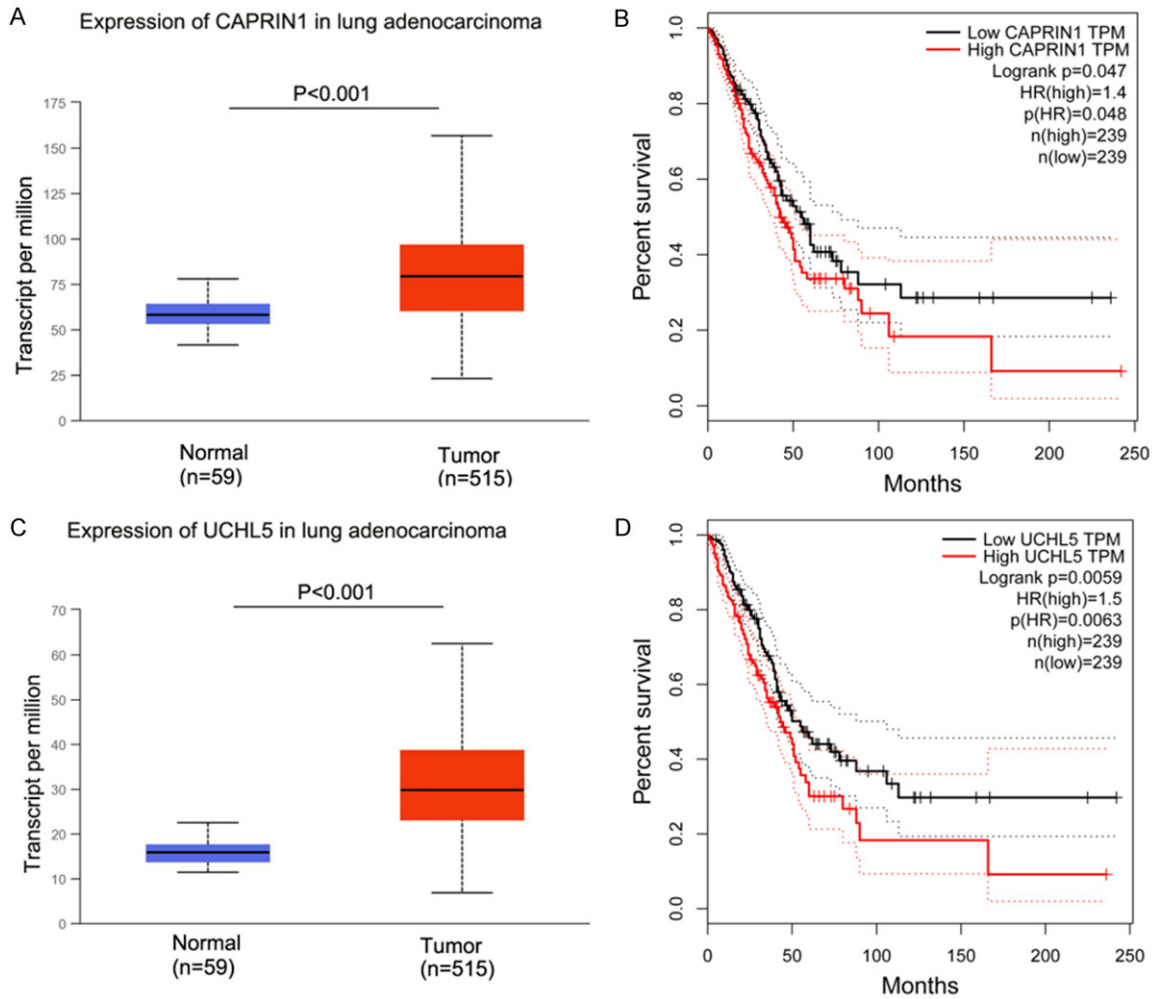 A
Expression of CAPRIN1 in lung adenocarcinoma
P<0.001
Transcript per million
175
150
125
100
75
50
25
0
Normal
(n=59)
Tumor
(n=515)
B
Low CAPRIN1 TPM
High CAPRIN1 TPM
Logrank p=0.047
HR(high)=1.4
p(HR)=0.048
n(high)=239
n(low)=239
Percent survival
1.0
0.8
0.6
0.4
0.2
0.0
0 50 100 150 200 250
Months
C
Expression of UCHL5 in lung adenocarcinoma
P<0.001
Transcript per million
70
60
50
40
30
20
10
0
Normal
(n=59)
Tumor
(n=515)
D
Low UCHL5 TPM
High UCHL5 TPM
Logrank p=0.0059
HR(high)=1.5
p(HR)=0.0063
n(high)=239
n(low)=239
Percent survival
1.0
0.8
0.6
0.4
0.2
0.0
0 50 100 150 200 250
Months